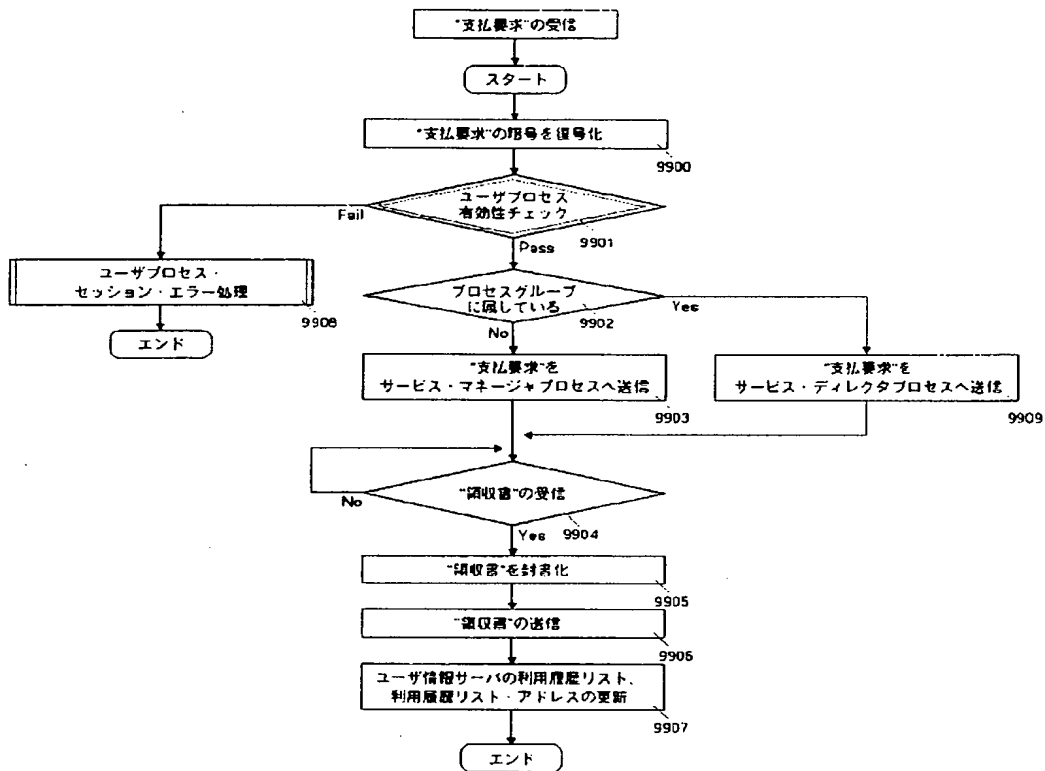 "支払要求"の受信
スタート
"支払要求"の暗号を復号化
9900
ユーザプロセス
有効性チェック
9901
Fail
Pass
ユーザプロセス・
セッション・エラー処理
9908
エンド
プロセスグループ
に属している
9902
Yes
No
"支払要求"を
サービス・マネージャプロセスへ送信
9903
"支払要求"を
サービス・ディレクタプロセスへ送信
9909
"領収書"の受信
9904
No
Yes
"領収書"を封書化
9905
"領収書"の送信
9906
ユーザ情報サーバの利用履歴リスト、
利用履歴リスト・アドレスの更新
9907
エンド